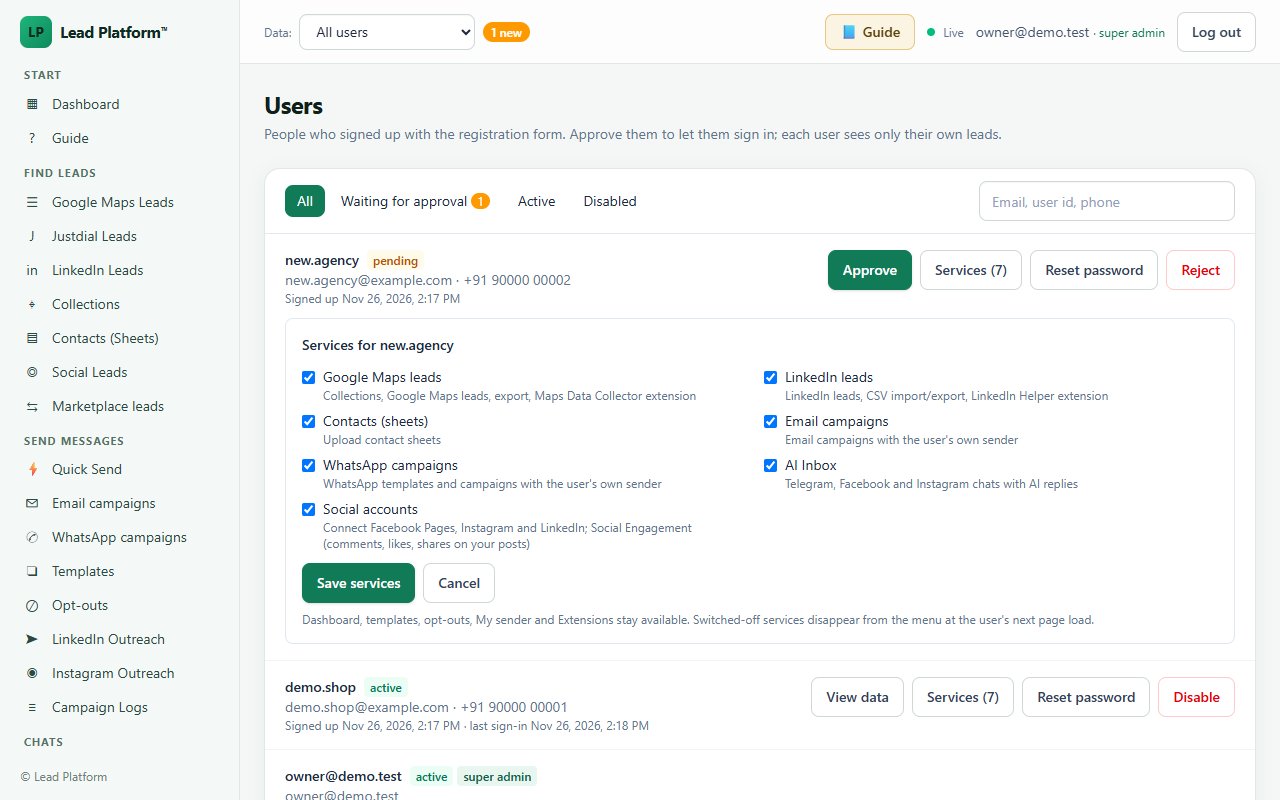 LP Lead Platform™
START
Dashboard
? Guide
FIND LEADS
Google Maps Leads
J Justdial Leads
in LinkedIn Leads
Collections
Contacts (Sheets)
Social Leads
Marketplace leads
SEND MESSAGES
Quick Send
Email campaigns
WhatsApp campaigns
Templates
Opt-outs
LinkedIn Outreach
Instagram Outreach
Campaign Logs
CHATS
© Lead Platform
Data: All users 1 new Guide Live owner@demo.test · super admin Log out
Users
People who signed up with the registration form. Approve them to let them sign in; each user sees only their own leads.
All Waiting for approval 1 Active Disabled Email, user id, phone
new.agency pending
new.agency@example.com · +91 90000 00002
Signed up Nov 26, 2026, 2:17 PM
Approve Services (7) Reset password Reject
Services for new.agency
Google Maps leads
Collections, Google Maps leads, export, Maps Data Collector extension
LinkedIn leads
LinkedIn leads, CSV import/export, LinkedIn Helper extension
Contacts (sheets)
Upload contact sheets
Email campaigns
Email campaigns with the user's own sender
WhatsApp campaigns
WhatsApp templates and campaigns with the user's own sender
AI Inbox
Telegram, Facebook and Instagram chats with AI replies
Social accounts
Connect Facebook Pages, Instagram and LinkedIn; Social Engagement
(comments, likes, shares on your posts)
Save services Cancel
Dashboard, templates, opt-outs, My sender and Extensions stay available. Switched-off services disappear from the menu at the user's next page load.
demo.shop active
demo.shop@example.com · +91 90000 00001
Signed up Nov 26, 2026, 2:17 PM · last sign-in Nov 26, 2026, 2:18 PM
View data Services (7) Reset password Disable
owner@demo.test active super admin
owner@demo.test